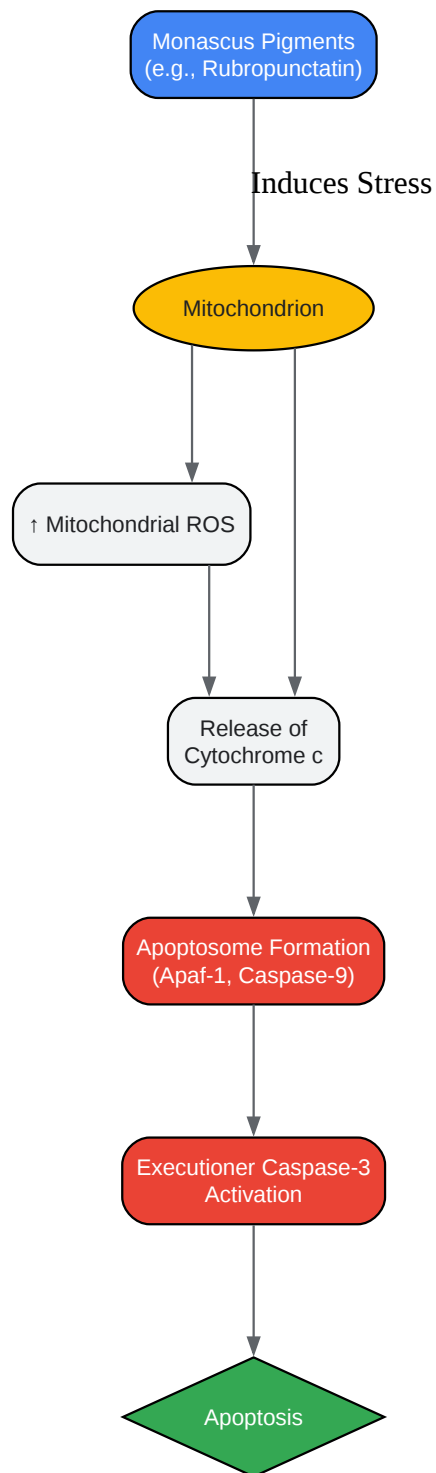 Monascus Pigments
(e.g., Rubropunctatin)
Induces Stress
Mitochondrion
↑ Mitochondrial ROS
Release of
Cytochrome c
Apoptosome Formation
(Apaf-1, Caspase-9)
Executioner Caspase-3
Activation
Apoptosis